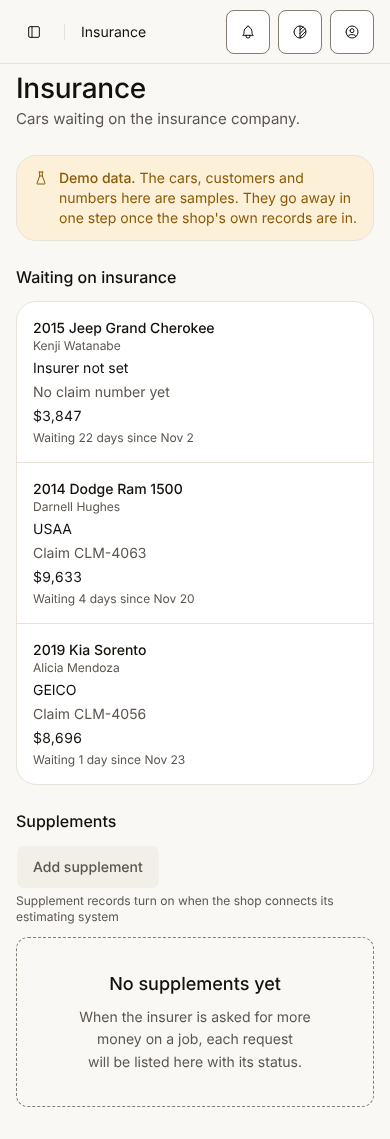 Insurance
Insurance
Cars waiting on the insurance company.
Demo data. The cars, customers and
numbers here are samples. They go away in
one step once the shop's own records are in.
Waiting on insurance
2015 Jeep Grand Cherokee
Kenji Watanabe
Insurer not set
No claim number yet
$3,847
Waiting 22 days since Nov 2
2014 Dodge Ram 1500
Darnell Hughes
USAA
Claim CLM-4063
$9,633
Waiting 4 days since Nov 20
2019 Kia Sorento
Alicia Mendoza
GEICO
Claim CLM-4056
$8,696
Waiting 1 day since Nov 23
Supplements
Add supplement
Supplement records turn on when the shop connects its
estimating system
No supplements yet
When the insurer is asked for more
money on a job, each request
will be listed here with its status.